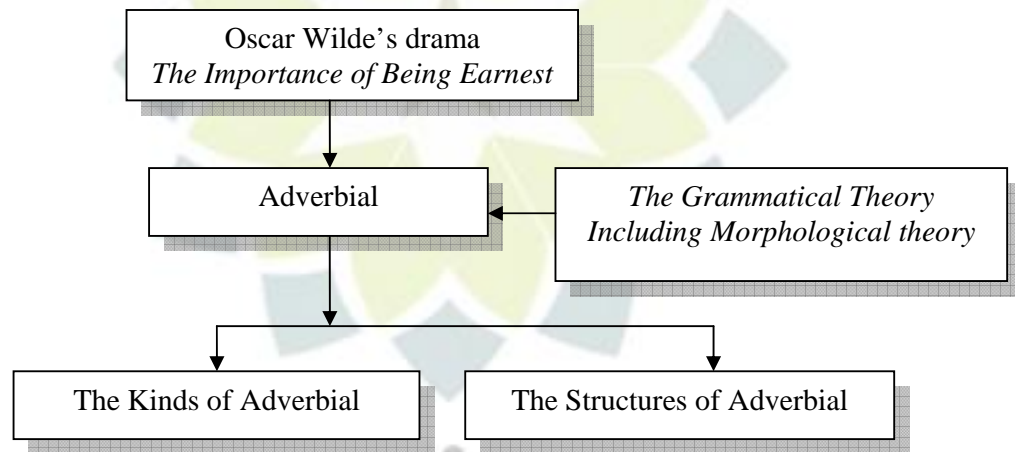 Oscar Wilde’s drama
The Importance of Being Earnest
Adverbial
The Grammatical Theory
Including Morphological theory
The Kinds of Adverbial
The Structures of Adverbial